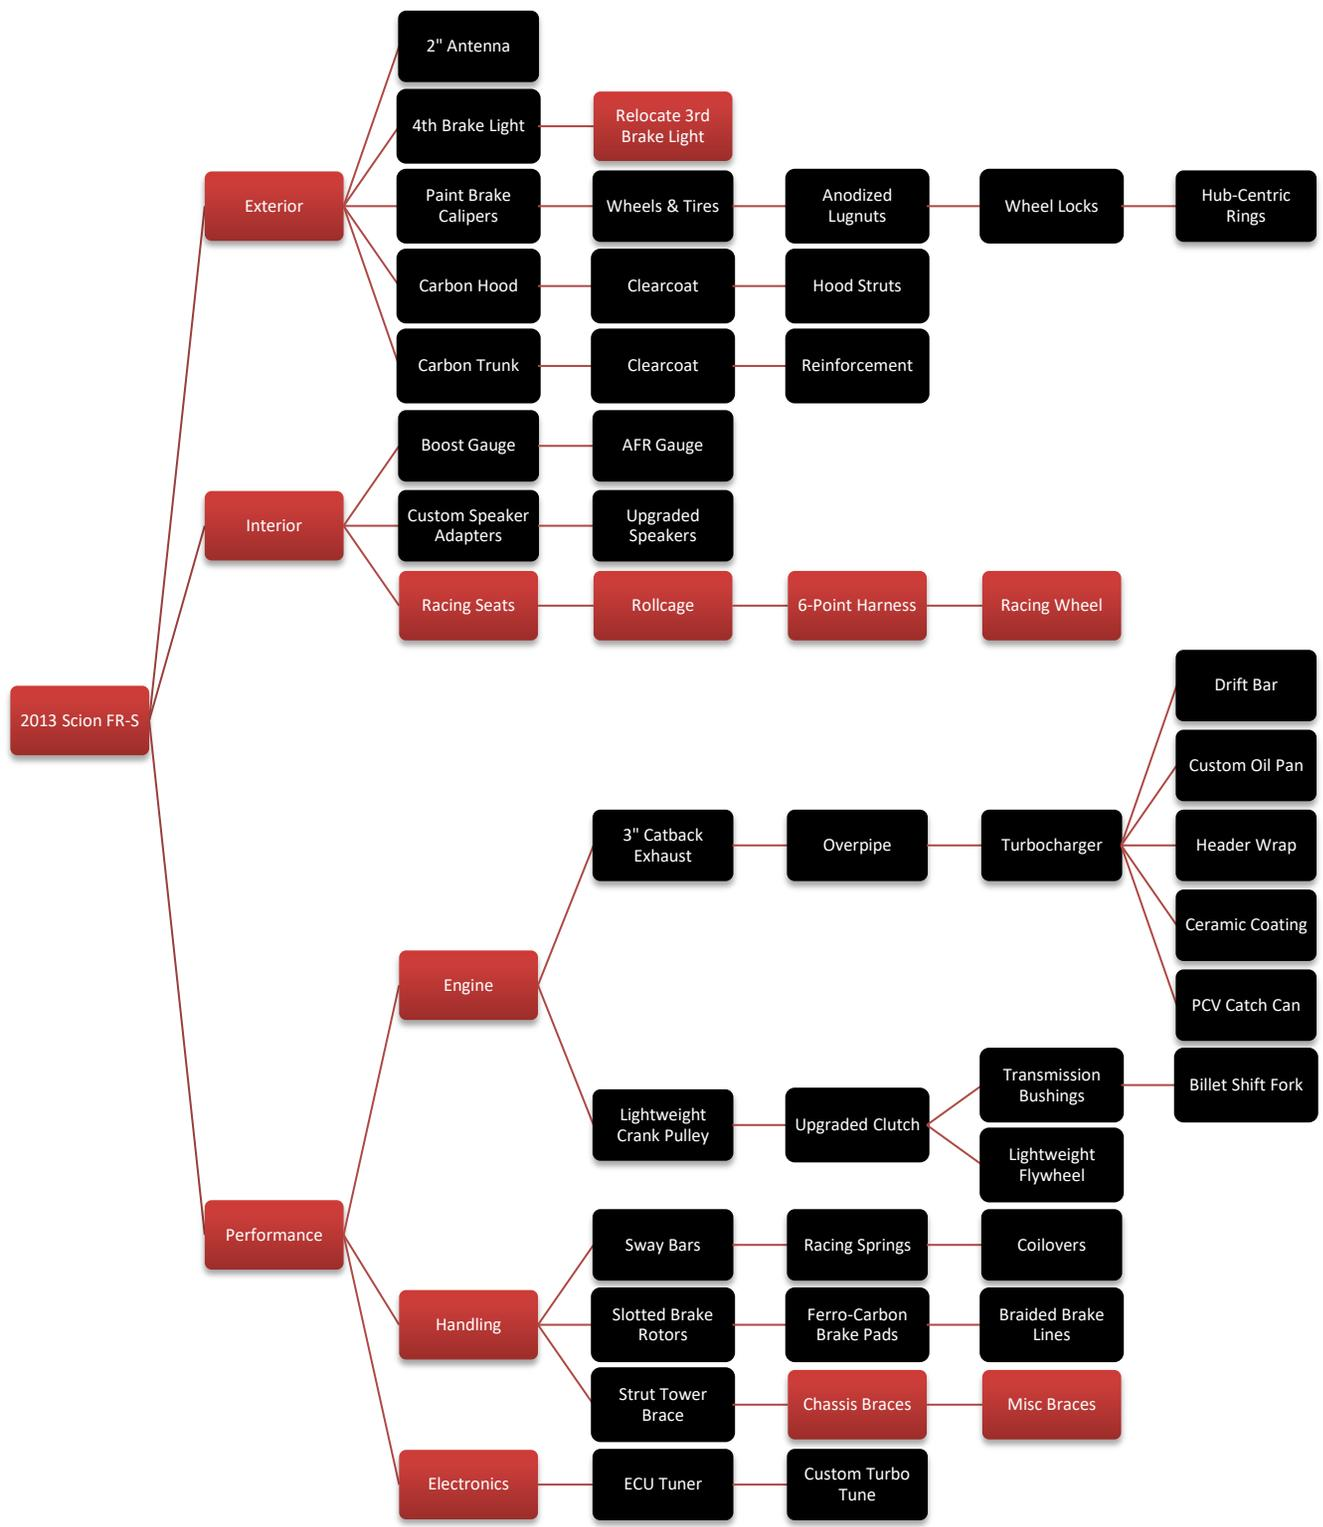 2" Antenna
4th Brake Light
Relocate 3rd
Brake Light
Exterior
Paint Brake
Calipers
Wheels & Tires
Anodized
Lugnuts
Wheel Locks
Hub-Centric
Rings
Carbon Hood
Clearcoat
Hood Struts
Carbon Trunk
Clearcoat
Reinforcement
Boost Gauge
AFR Gauge
Interior
Custom Speaker
Adapters
Upgraded
Speakers
Racing Seats
Rollcage
6-Point Harness
Racing Wheel
2013 Scion FR-S
Drift Bar
Custom Oil Pan
3" Catback
Exhaust
Overpipe
Turbocharger
Header Wrap
Ceramic Coating
Engine
PCV Catch Can
Lightweight
Crank Pulley
Upgraded Clutch
Transmission
Bushings
Billet Shift Fork
Lightweight
Flywheel
Performance
Sway Bars
Racing Springs
Coilovers
Handling
Slotted Brake
Rotors
Ferro-Carbon
Brake Pads
Braided Brake
Lines
Strut Tower
Brace
Chassis Braces
Misc Braces
Electronics
ECU Tuner
Custom Turbo
Tune